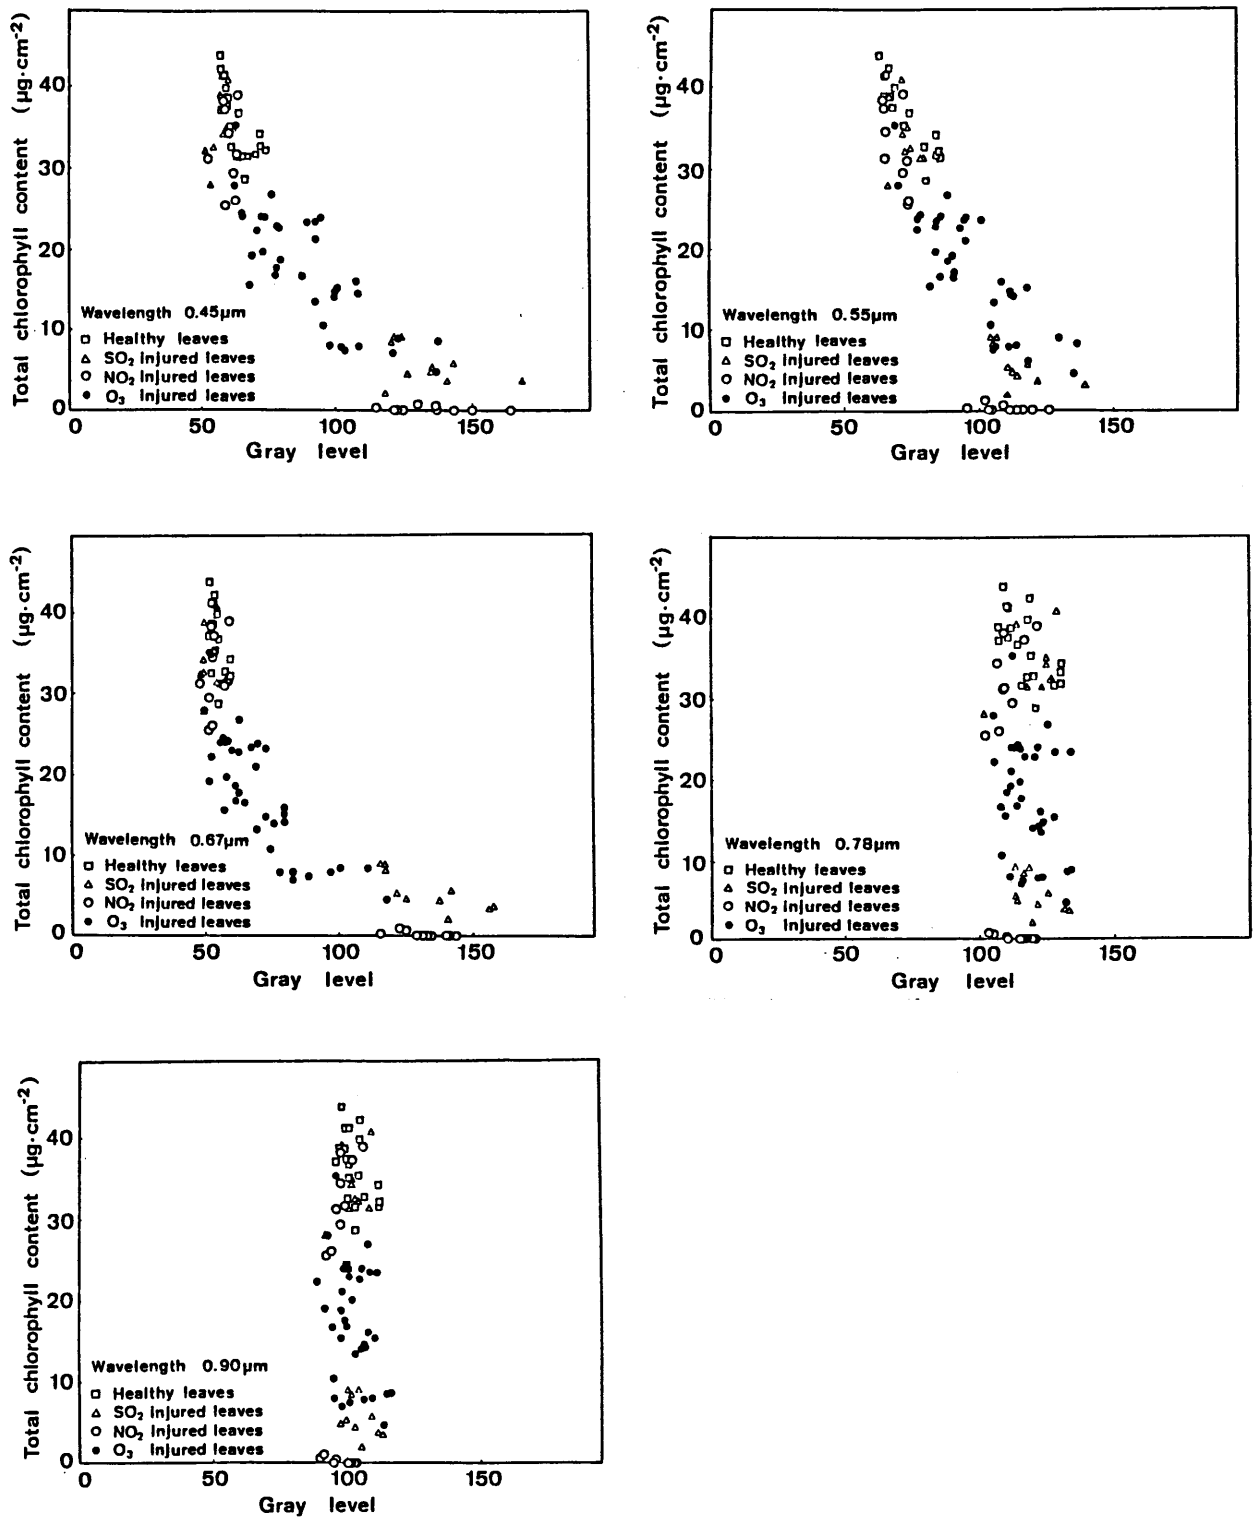 Total chlorophyll content (μg·cm-2)
40
30
20
10
0
Wavelength 0.45μm
Healthy leaves
SO2 Injured leaves
NO2 Injured leaves
O3 Injured leaves
0 50 100 150
Gray level
Total chlorophyll content (μg·cm-2)
40
30
20
10
0
Wavelength 0.55μm
Healthy leaves
SO2 Injured leaves
NO2 Injured leaves
O3 Injured leaves
0 50 100 150
Gray level
Total chlorophyll content (μg·cm-2)
40
30
20
10
0
Wavelength 0.67μm
Healthy leaves
SO2 Injured leaves
NO2 Injured leaves
O3 Injured leaves
0 50 100 150
Gray level
Total chlorophyll content (μg·cm-2)
40
30
20
10
0
Wavelength 0.78μm
Healthy leaves
SO2 Injured leaves
NO2 Injured leaves
O3 Injured leaves
0 50 100 150
Gray level
Total chlorophyll content (μg·cm-2)
40
30
20
10
0
Wavelength 0.90μm
Healthy leaves
SO2 Injured leaves
NO2 Injured leaves
O3 Injured leaves
0 50 100 150
Gray level